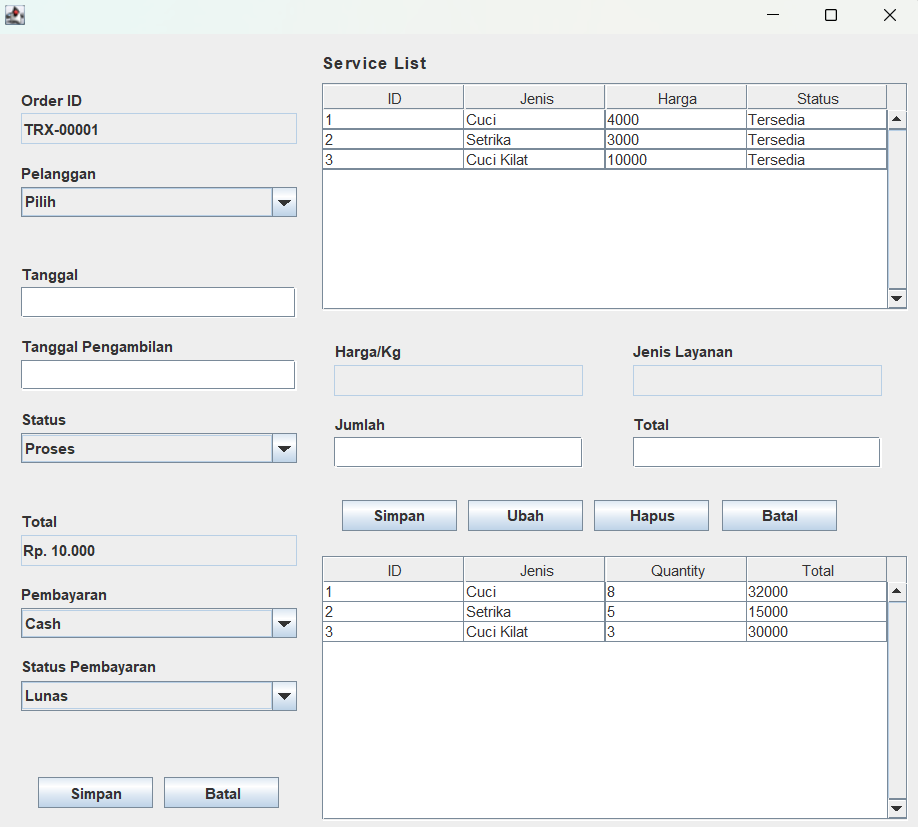 Order ID
TRX-00001
Pelanggan
Pilih
Tanggal
Tanggal Pengambilan
Status
Proses
Total
Rp. 10.000
Pembayaran
Cash
Status Pembayaran
Lunas
Simpan Batal
Service List
ID Jenis Harga Status
1 Cuci 4000 Tersedia
2 Setrika 3000 Tersedia
3 Cuci Kilat 10000 Tersedia
Harga/Kg Jenis Layanan
Jumlah Total
Simpan Ubah Hapus Batal
ID Jenis Quantity Total
1 Cuci 8 32000
2 Setrika 5 15000
3 Cuci Kilat 3 30000